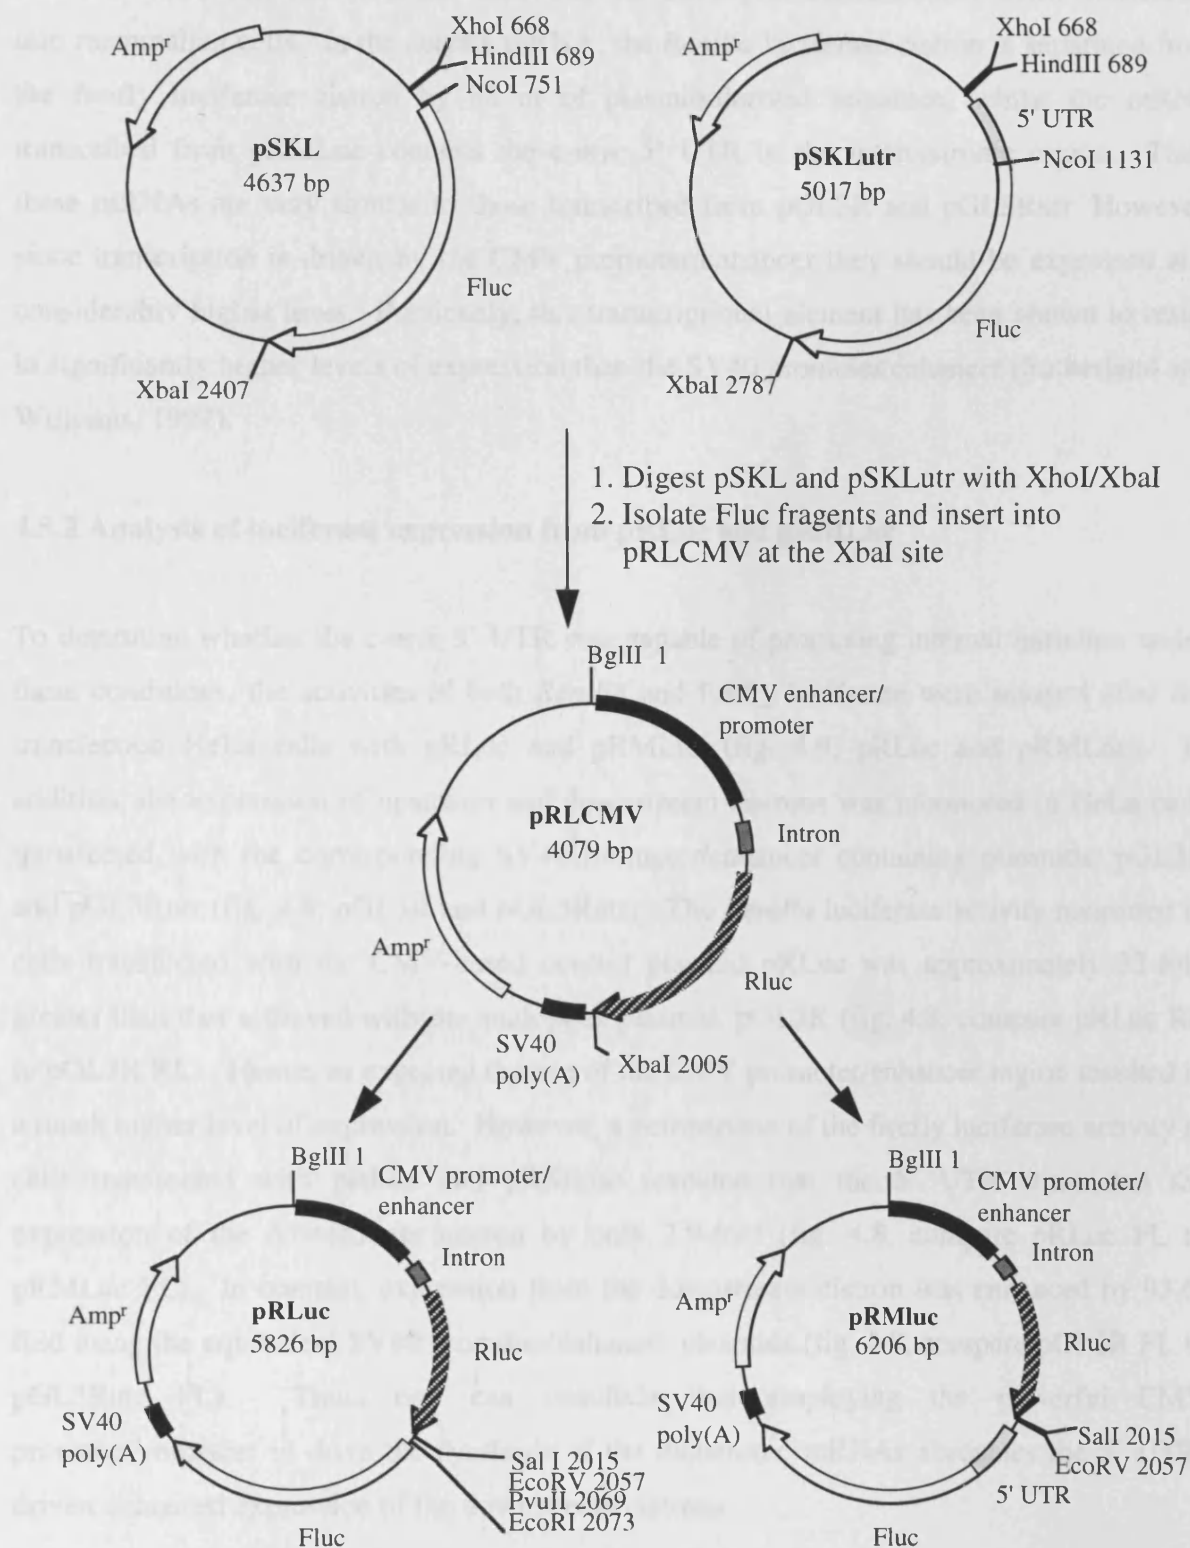 Amp^r
XhoI 668
HindIII 689
NcoI 751
pSKL
4637 bp
Fluc
XbaI 2407
Amp^r
XhoI 668
HindIII 689
5' UTR
NcoI 1131
pSKLutr
5017 bp
Fluc
XbaI 2787
1. Digest pSKL and pSKLutr with XhoI/XbaI
2. Isolate Fluc fragents and insert into
pRLCMV at the XbaI site
BglII 1
CMV enhancer/
promoter
pRLCMV
4079 bp
Intron
Amp^r
Rluc
SV40
poly(A)
XbaI 2005
BglII 1
CMV promoter/
enhancer
Intron
Amp^r
pRLuc
5826 bp
Rluc
SV40
poly(A)
Sal I 2015
EcoRV 2057
PvuII 2069
EcoRI 2073
Fluc
BglII 1
CMV promoter/
enhancer
Intron
Amp^r
pRMluc
6206 bp
Rluc
SV40
poly(A)
SalI 2015
EcoRV 2057
5' UTR
Fluc